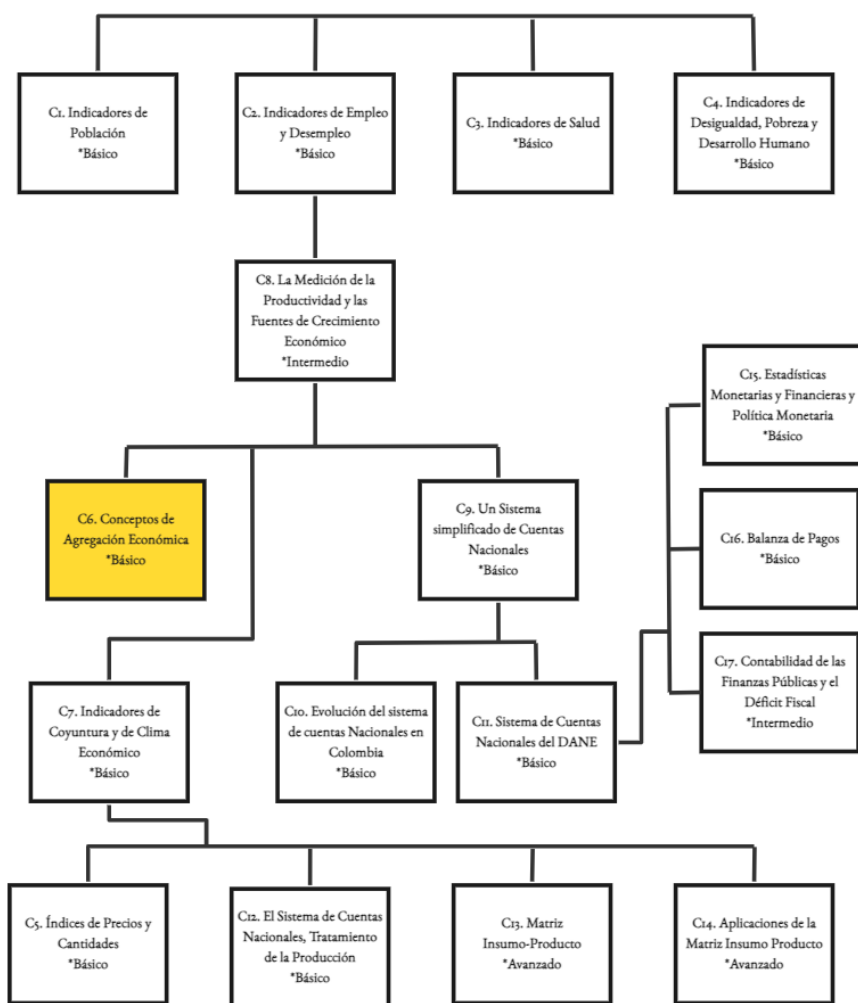 C1. Indicadores de
Población
*Básico
C2. Indicadores de Empleo
y Desempleo
*Básico
C3. Indicadores de Salud
*Básico
C4. Indicadores de
Desigualdad, Pobreza y
Desarrollo Humano
*Básico
C8. La Medición de la
Productividad y las
Fuentes de Crecimiento
Económico
*Intermedio
C15. Estadísticas
Monetarias y Financieras y
Política Monetaria
*Básico
C6. Conceptos de
Agregación Económica
*Básico
C9. Un Sistema
simplificado de Cuentas
Nacionales
*Básico
C16. Balanza de Pagos
*Básico
C7. Indicadores de
Coyuntura y de Clima
Económico
*Básico
C10. Evolución del sistema
de cuentas Nacionales en
Colombia
*Básico
C11. Sistema de Cuentas
Nacionales del DANE
*Básico
C17. Contabilidad de las
Finanzas Públicas y el
Déficit Fiscal
*Intermedio
C5. Índices de Precios y
Cantidades
*Básico
C12. El Sistema de Cuentas
Nacionales, Tratamiento
de la Producción
*Básico
C13. Matriz
Insumo-Producto
*Avanzado
C14. Aplicaciones de la
Matriz Insumo Producto
*Avanzado